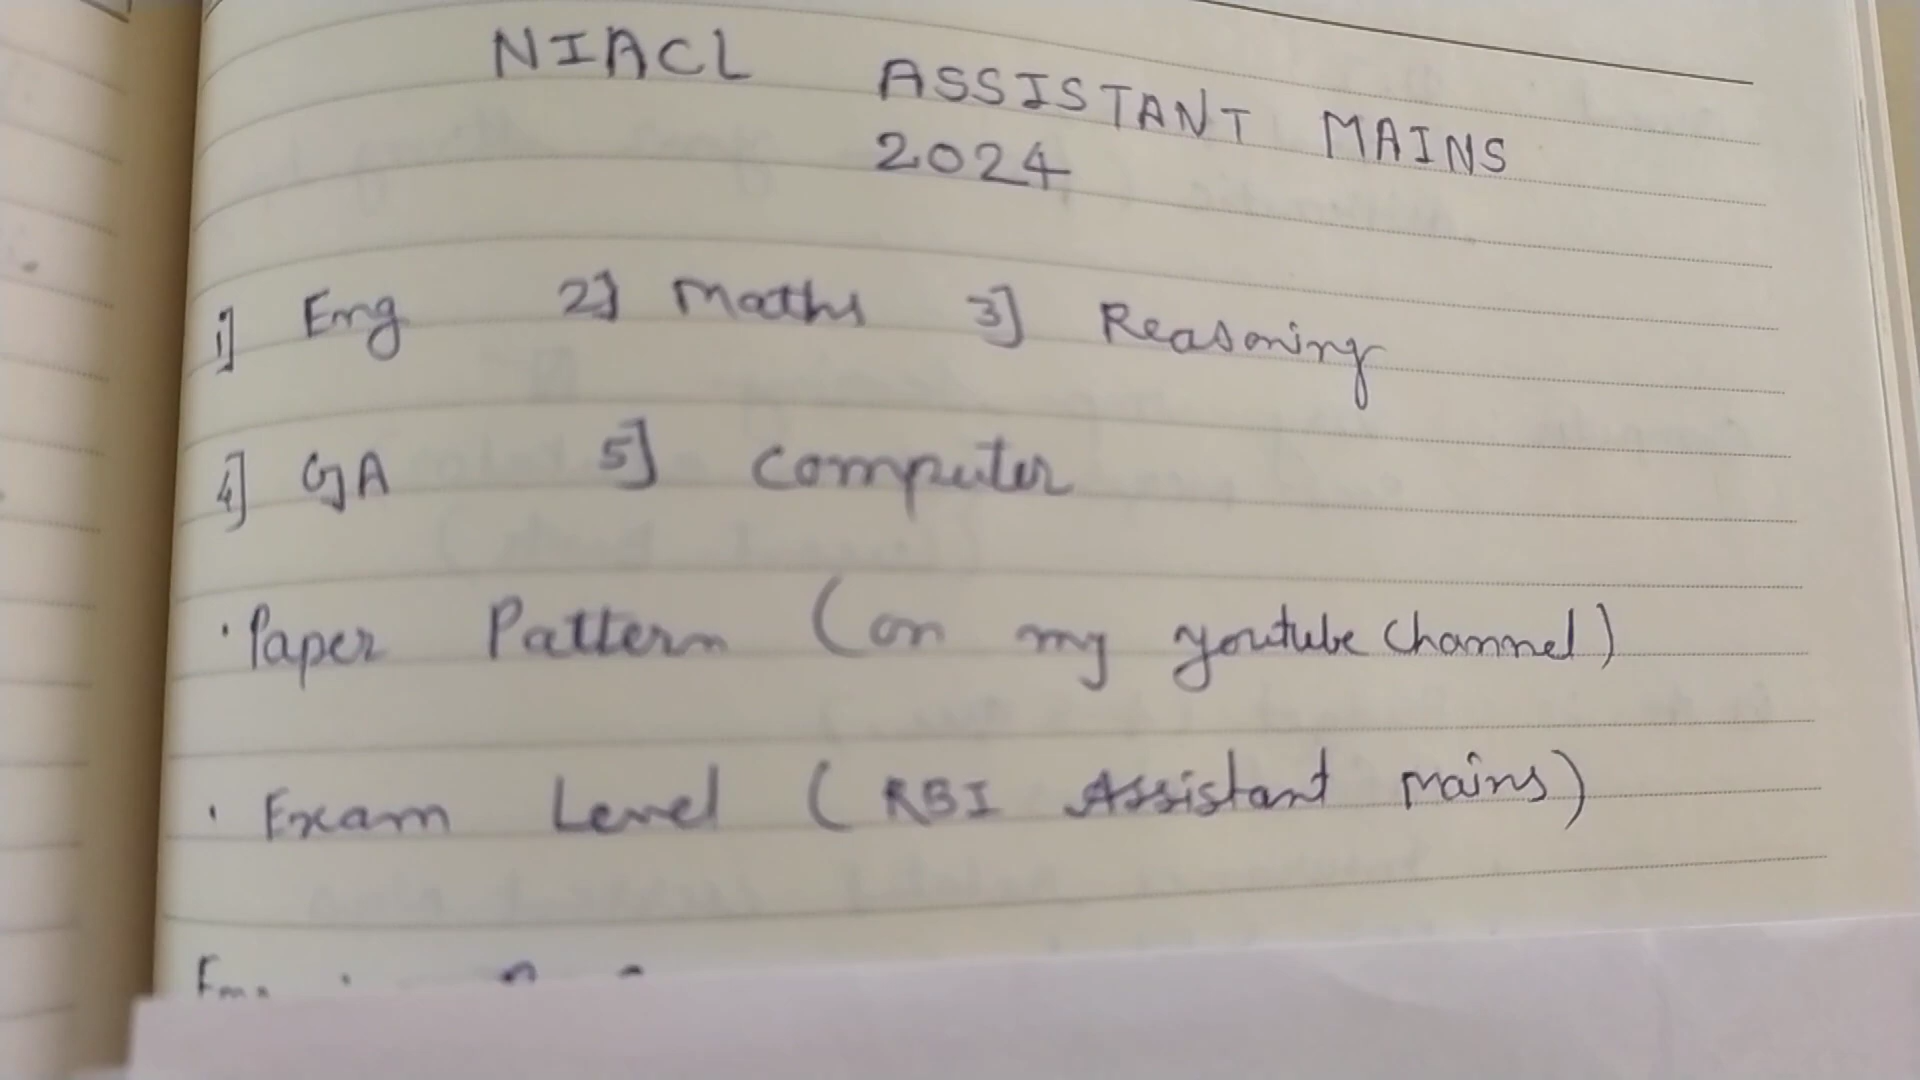 NIACL ASSISTANT MAINS
2024
1] Eng 2] Maths 3] Reasoning
4] GA 5] Computer
· Paper Pattern (on my youtube channel)
· Exam Level (RBI Assistant Mains)